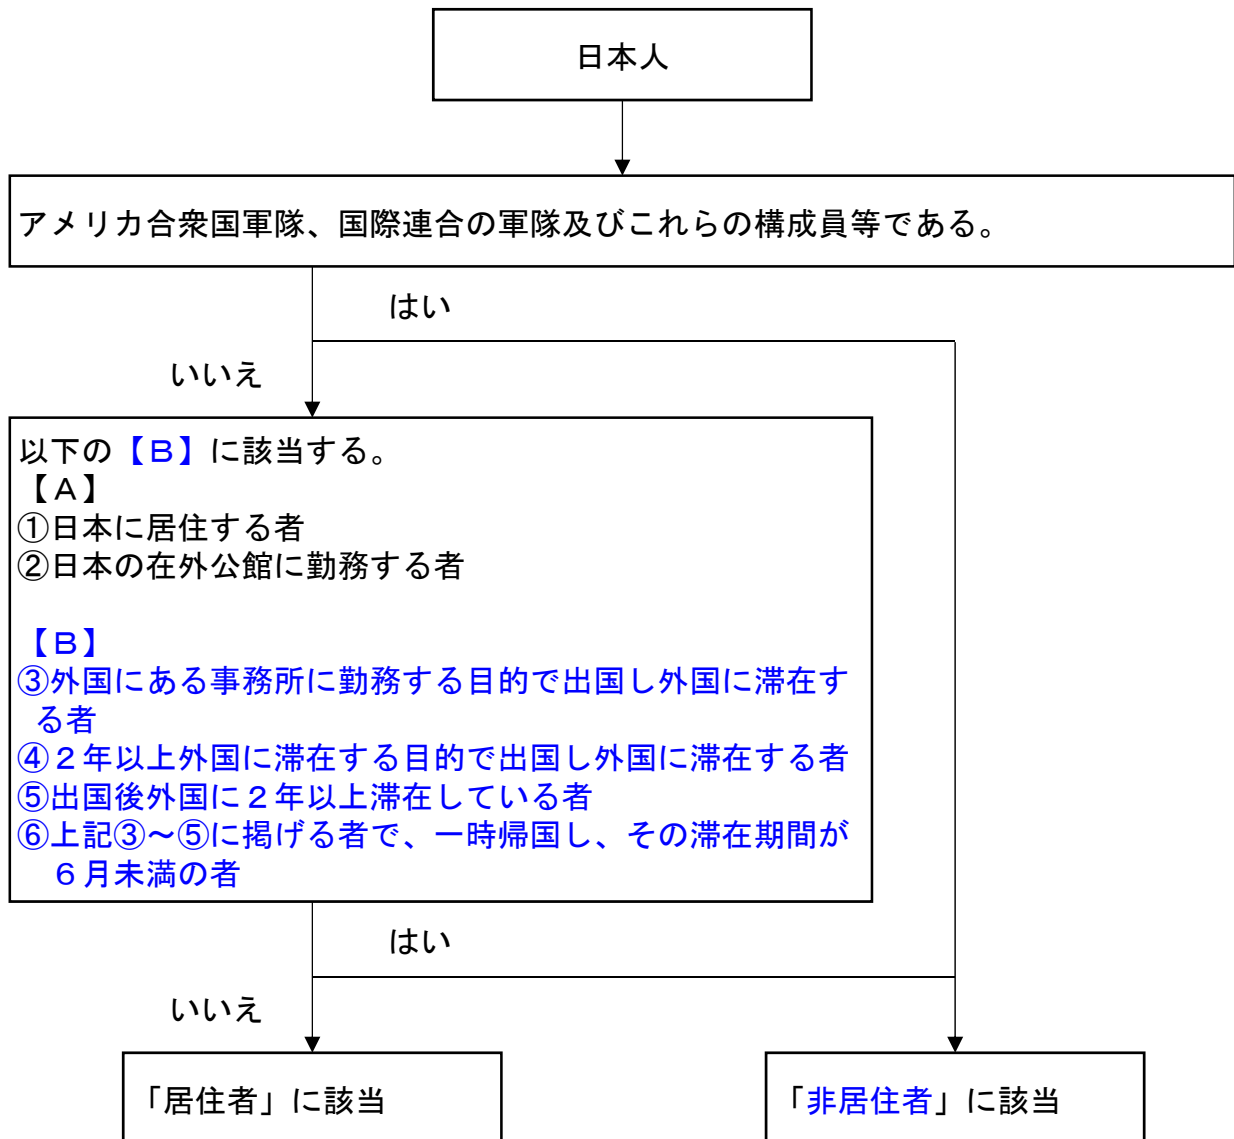 日本人
アメリカ合衆国軍隊、国際連合の軍隊及びこれらの構成員等である。
はい
いいえ
以下の【Ｂ】に該当する。
【Ａ】
①日本に居住する者
②日本の在外公館に勤務する者
【Ｂ】
③外国にある事務所に勤務する目的で出国し外国に滞在す
る者
④２年以上外国に滞在する目的で出国し外国に滞在する者
⑤出国後外国に２年以上滞在している者
⑥上記③～⑤に掲げる者で、一時帰国し、その滞在期間が
６月未満の者
はい
いいえ
「居住者」に該当
「非居住者」に該当